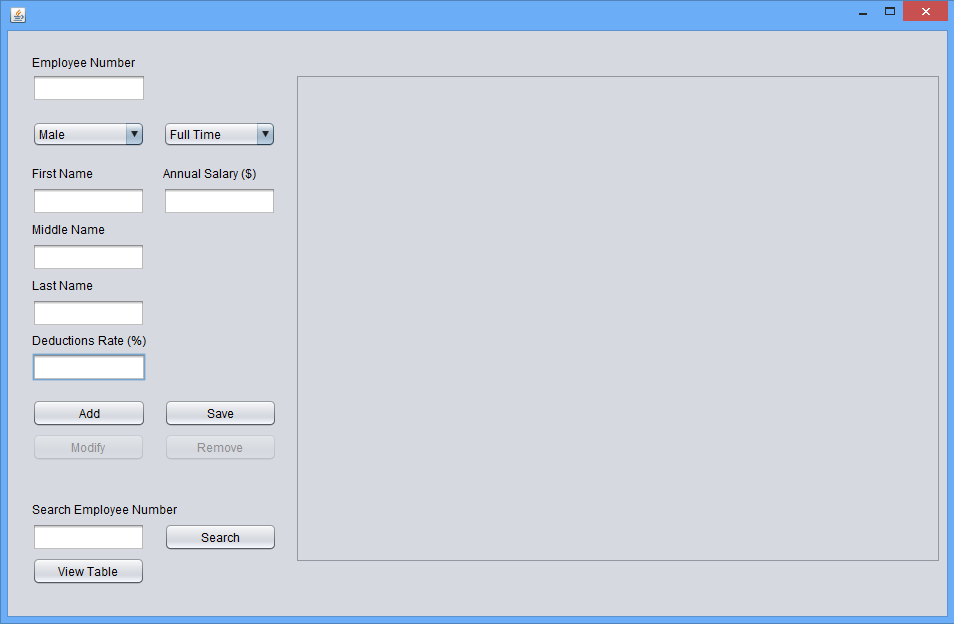 Employee Number
Male
Full Time
First Name
Annual Salary ($)
Middle Name
Last Name
Deductions Rate (%)
Add
Save
Modify
Remove
Search Employee Number
Search
View Table